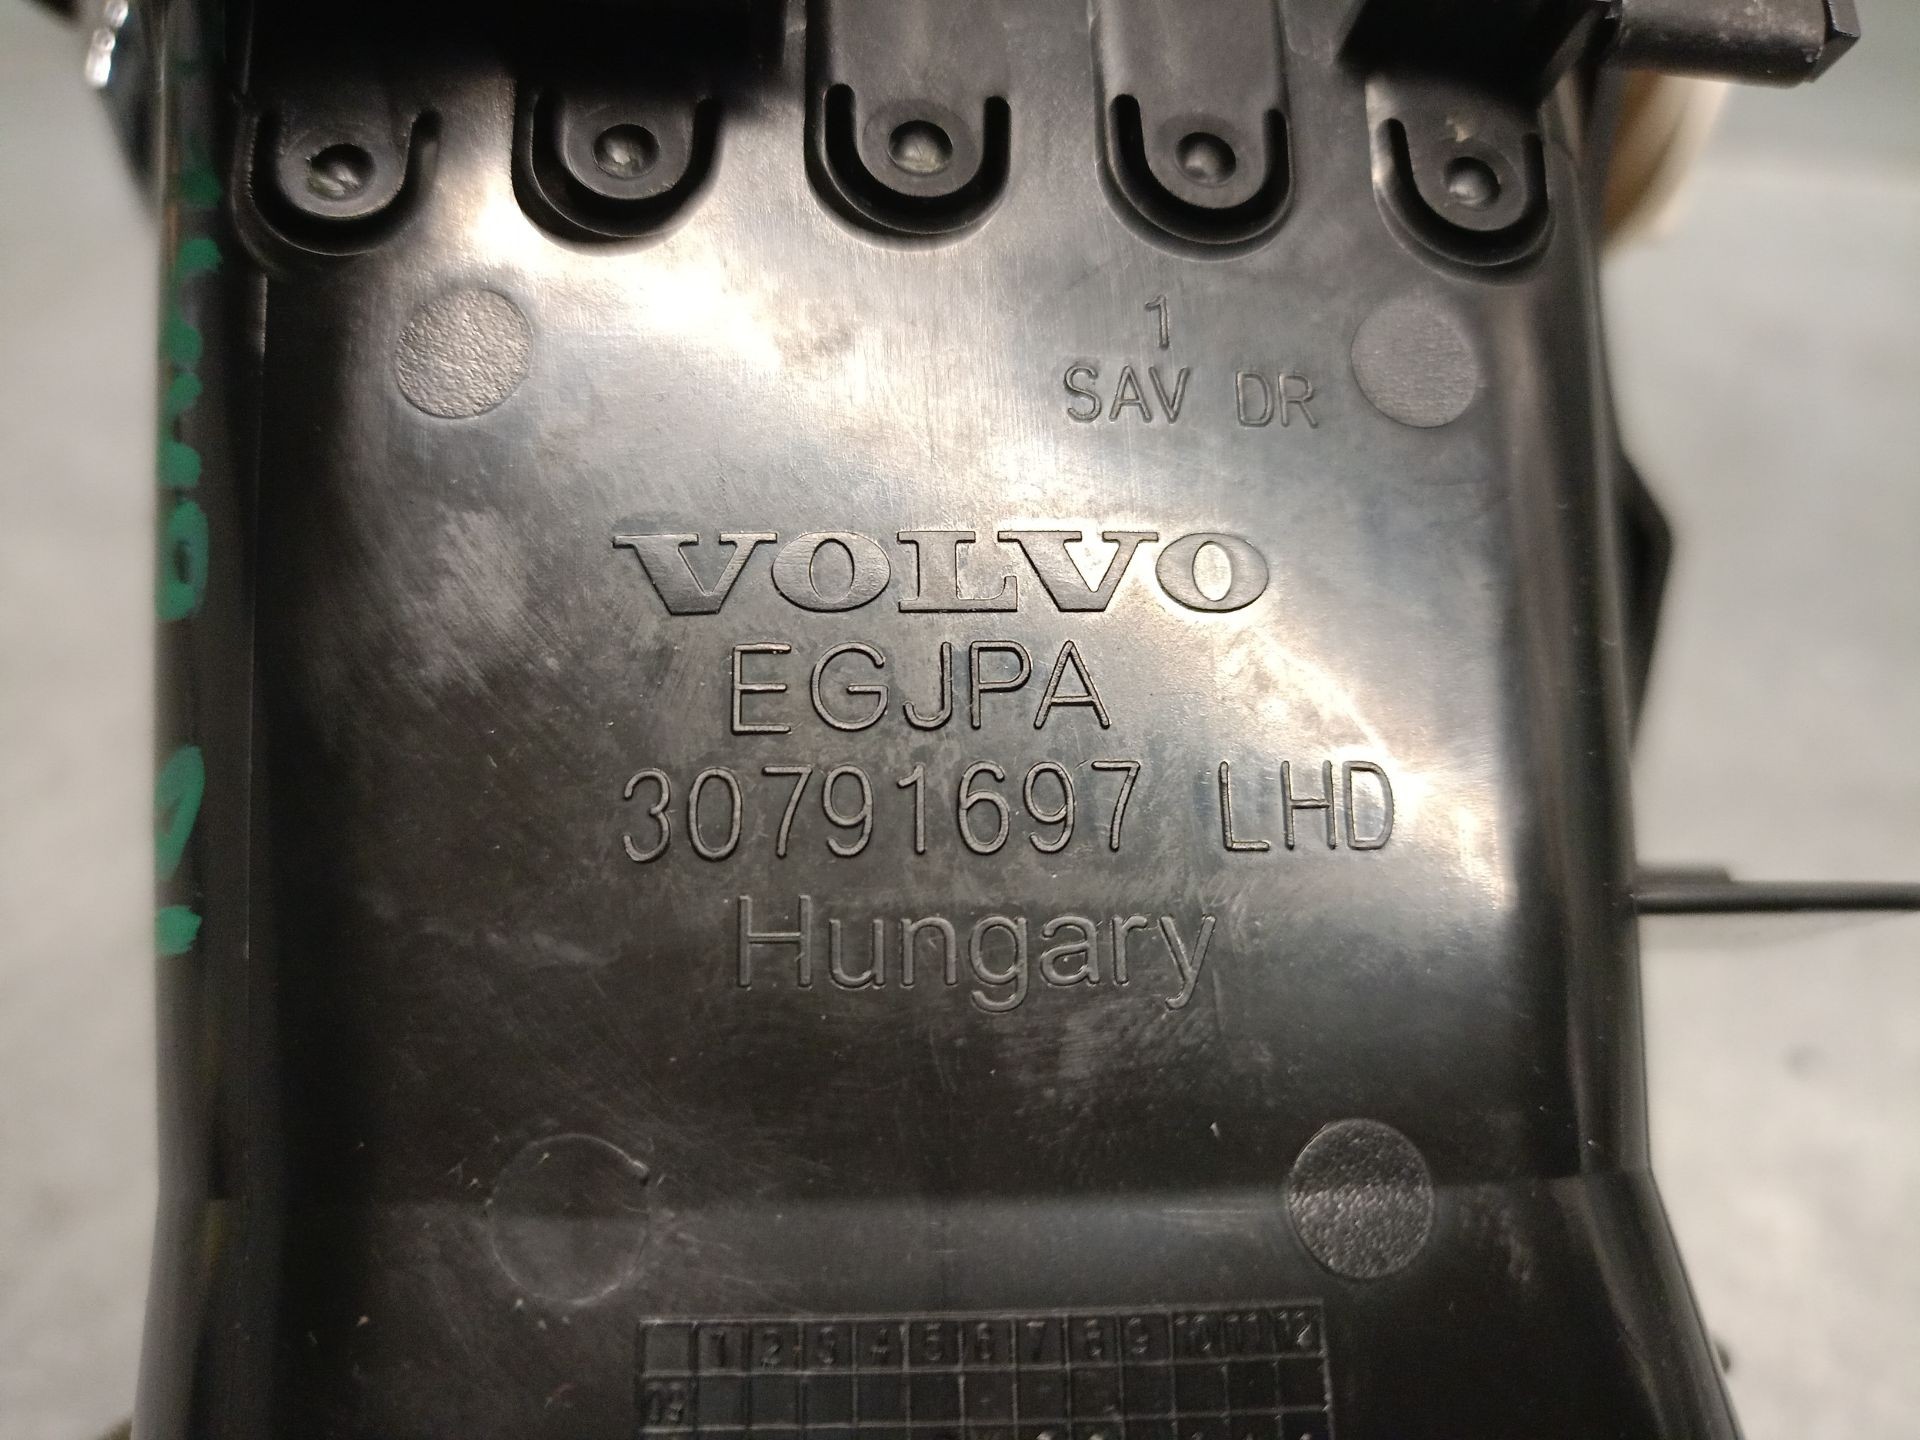 1
SAV DR
VOLVO
EGJPA
30791697 LHD
Hungary
1 2 3 4 5 6 7 8 9 10 11 12
09